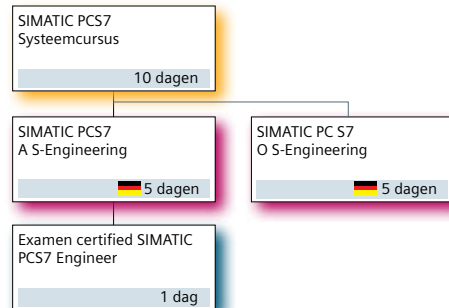 SIMATIC PCS7
Systeemcursus
10 dagen
SIMATIC PCS7
A S-Engineering
5 dagen
SIMATIC PC S7
O S-Engineering
5 dagen
Examen certified SIMATIC
PCS7 Engineer
1 dag